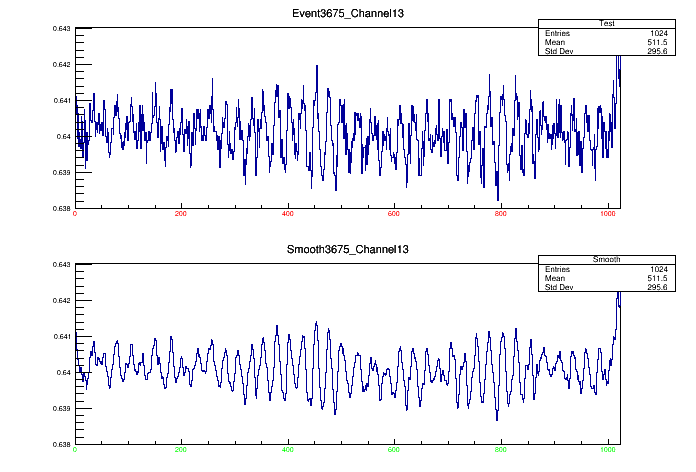 Event3675_Channel13
Test
Entries 1024
Mean 511.5
Std Dev 295.6
0.643
0.642
0.641
0.64
0.639
0.638
0 200 400 600 800 1000
Smooth3675_Channel13
Smooth
Entries 1024
Mean 511.5
Std Dev 295.6
0.643
0.642
0.641
0.64
0.639
0.638
0 200 400 600 800 1000